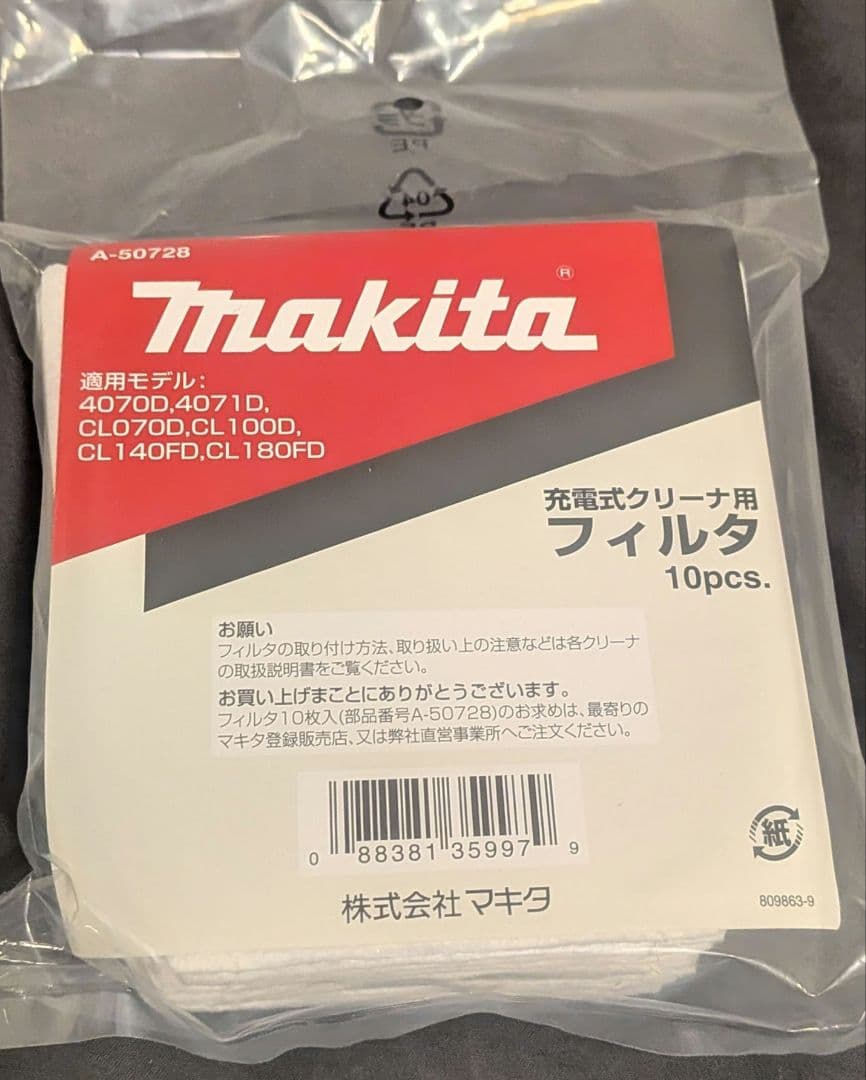 プラ
PE
04
PE
A-50728
makita®
適用モデル:
4070D,4071D,
CL070D,CL100D,
CL140FD,CL180FD
充電式クリーナ用
フィルタ
10pcs.
お願い
フィルタの取り付け方法、取り扱い上の注意などは各クリーナ
の取扱説明書をご覧ください。
お買い上げまことにありがとうございます。
フィルタ10枚入(部品番号A-50728)のお求めは、最寄りの
マキタ登録販売店、又は弊社直営事業所へご注文ください。
0 88381 35997 9
紙
株式会社マキタ
809863-9